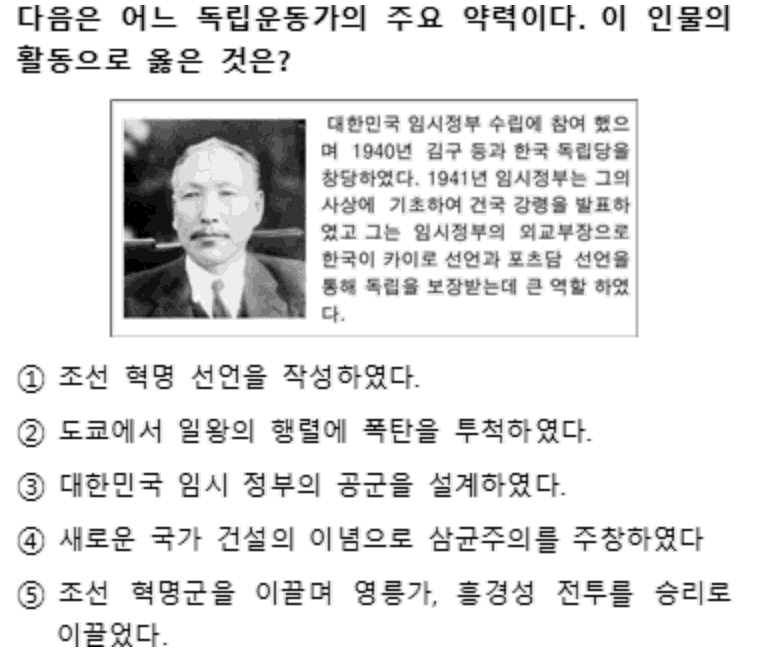 다음은 어느 독립운동가의 주요 약력이다. 이 인물의
활동으로 옳은 것은?
대한민국 임시정부 수립에 참여 했으
며 1940년 김구 등과 한국 독립당을
창당하였다. 1941년 임시정부는 그의
사상에 기초하여 건국 강령을 발표하
였고 그는 임시정부의 외교부장으로
한국이 카이로 선언과 포츠담 선언을
통해 독립을 보장받는데 큰 역할 하였
다.
① 조선 혁명 선언을 작성하였다.
② 도쿄에서 일왕의 행렬에 폭탄을 투척하였다.
③ 대한민국 임시 정부의 공군을 설계하였다.
④ 새로운 국가 건설의 이념으로 삼균주의를 주창하였다
⑤ 조선 혁명군을 이끌며 영릉가, 흥경성 전투를 승리로
이끌었다.